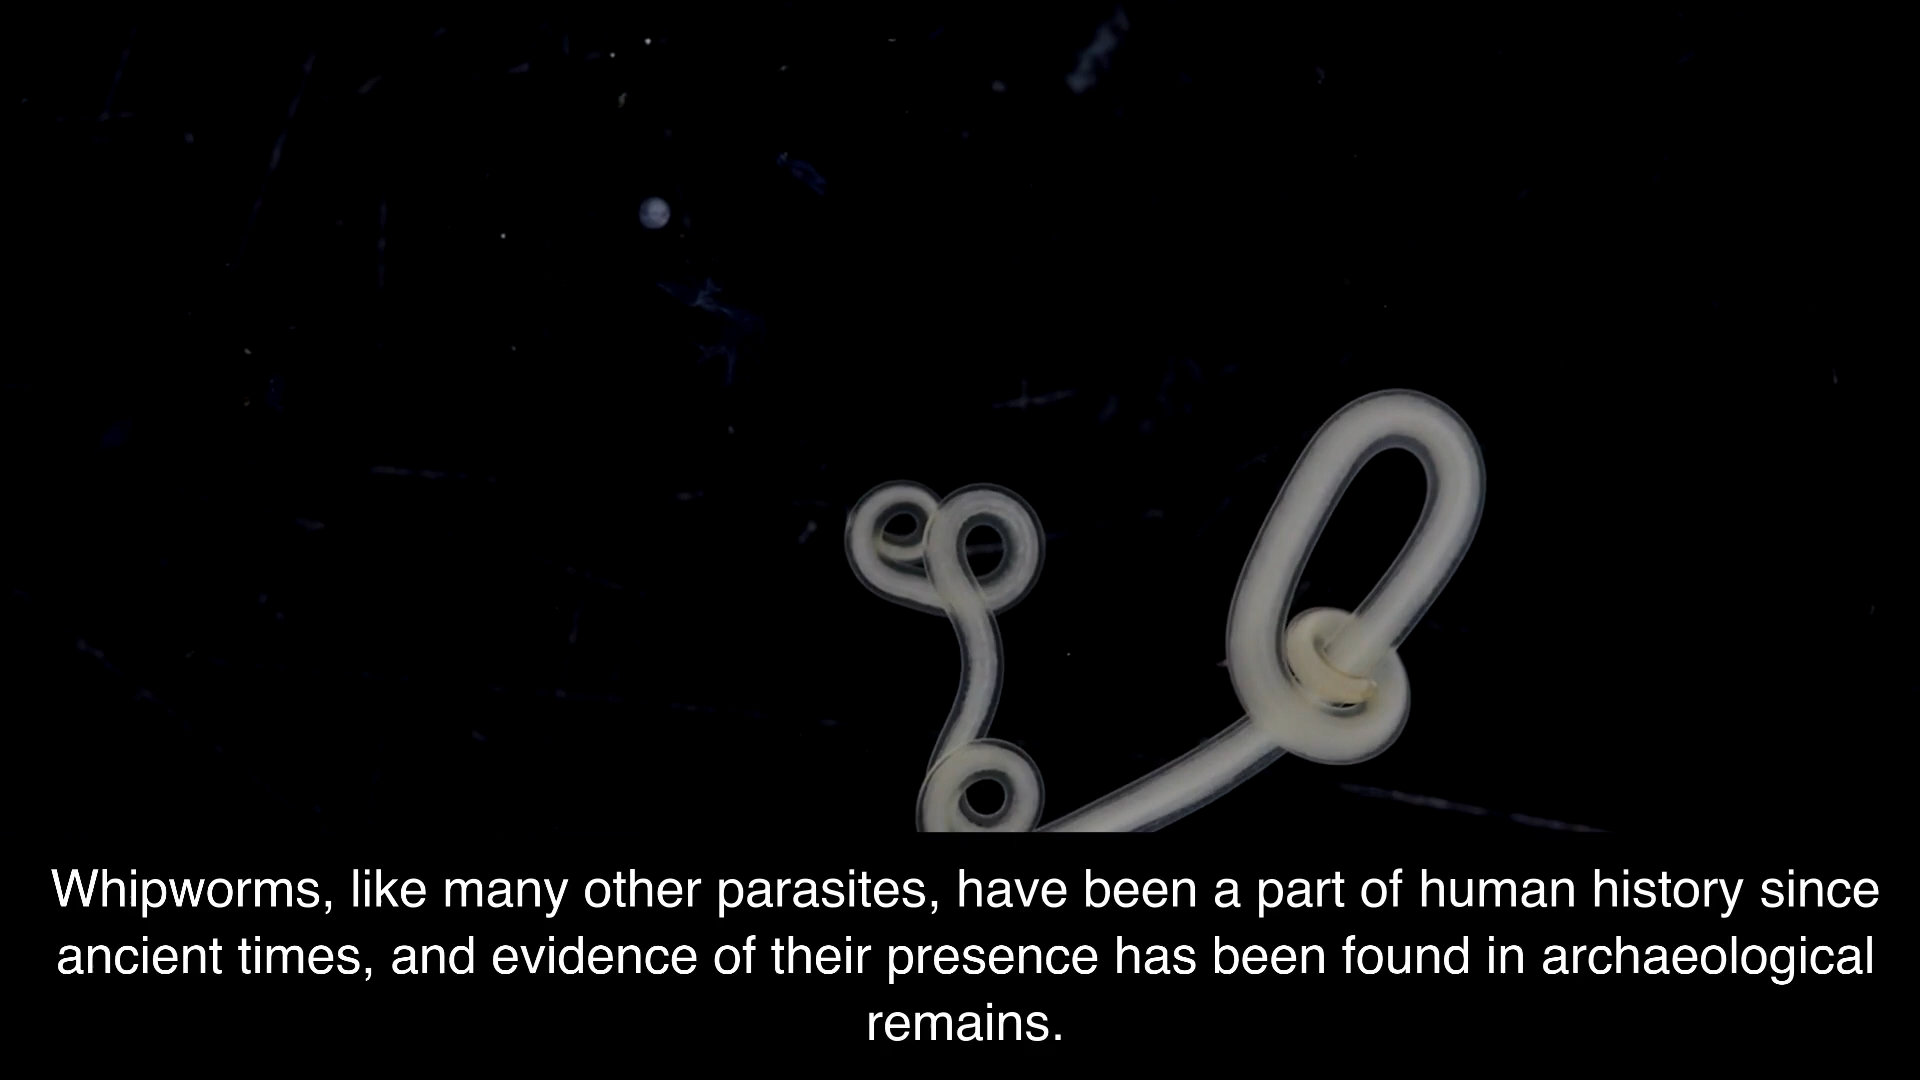 Whipworms, like many other parasites, have been a part of human history since
ancient times, and evidence of their presence has been found in archaeological
remains.